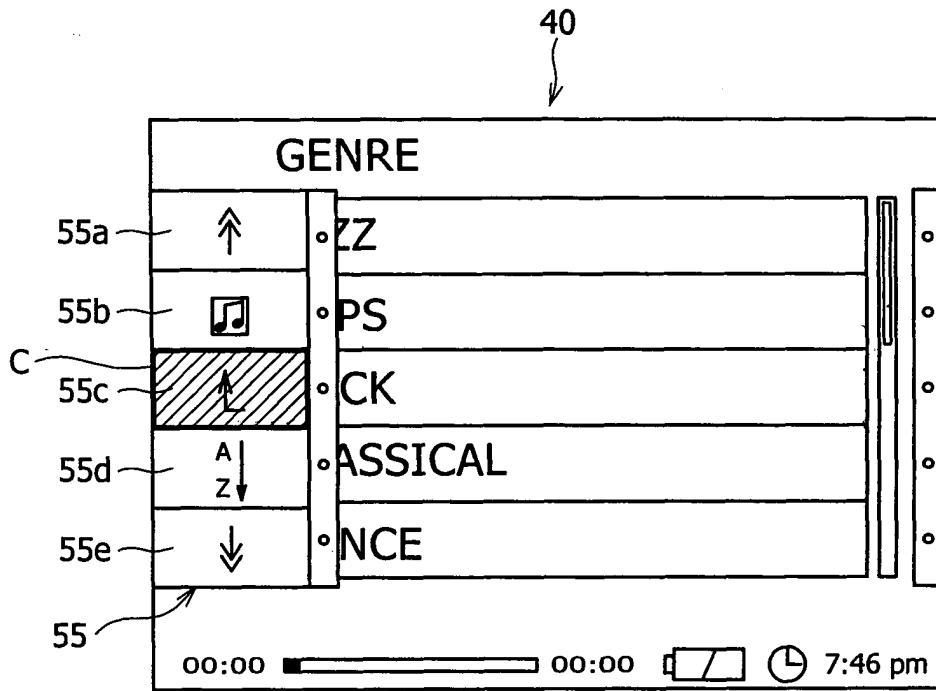 40
GENRE
55a ZZ
55b PS
C
55c CK
55d A Z ASSICAL
55e NCE
55
00:00 00:00 7:46 pm